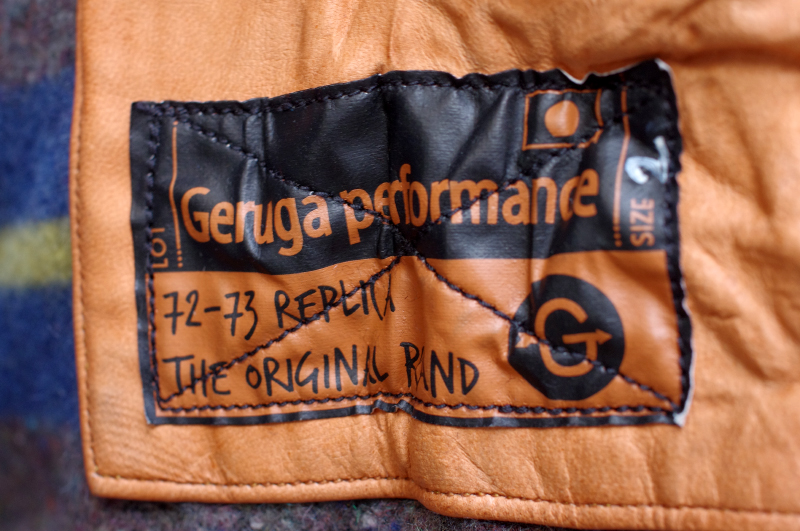 LOT
Geruga performance
SIZE 2
72-73 REPLICA
THE ORIGINAL BRAND
G